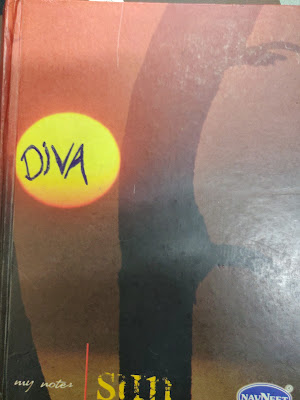 DIVA
my notes
Sun
NAVNEET